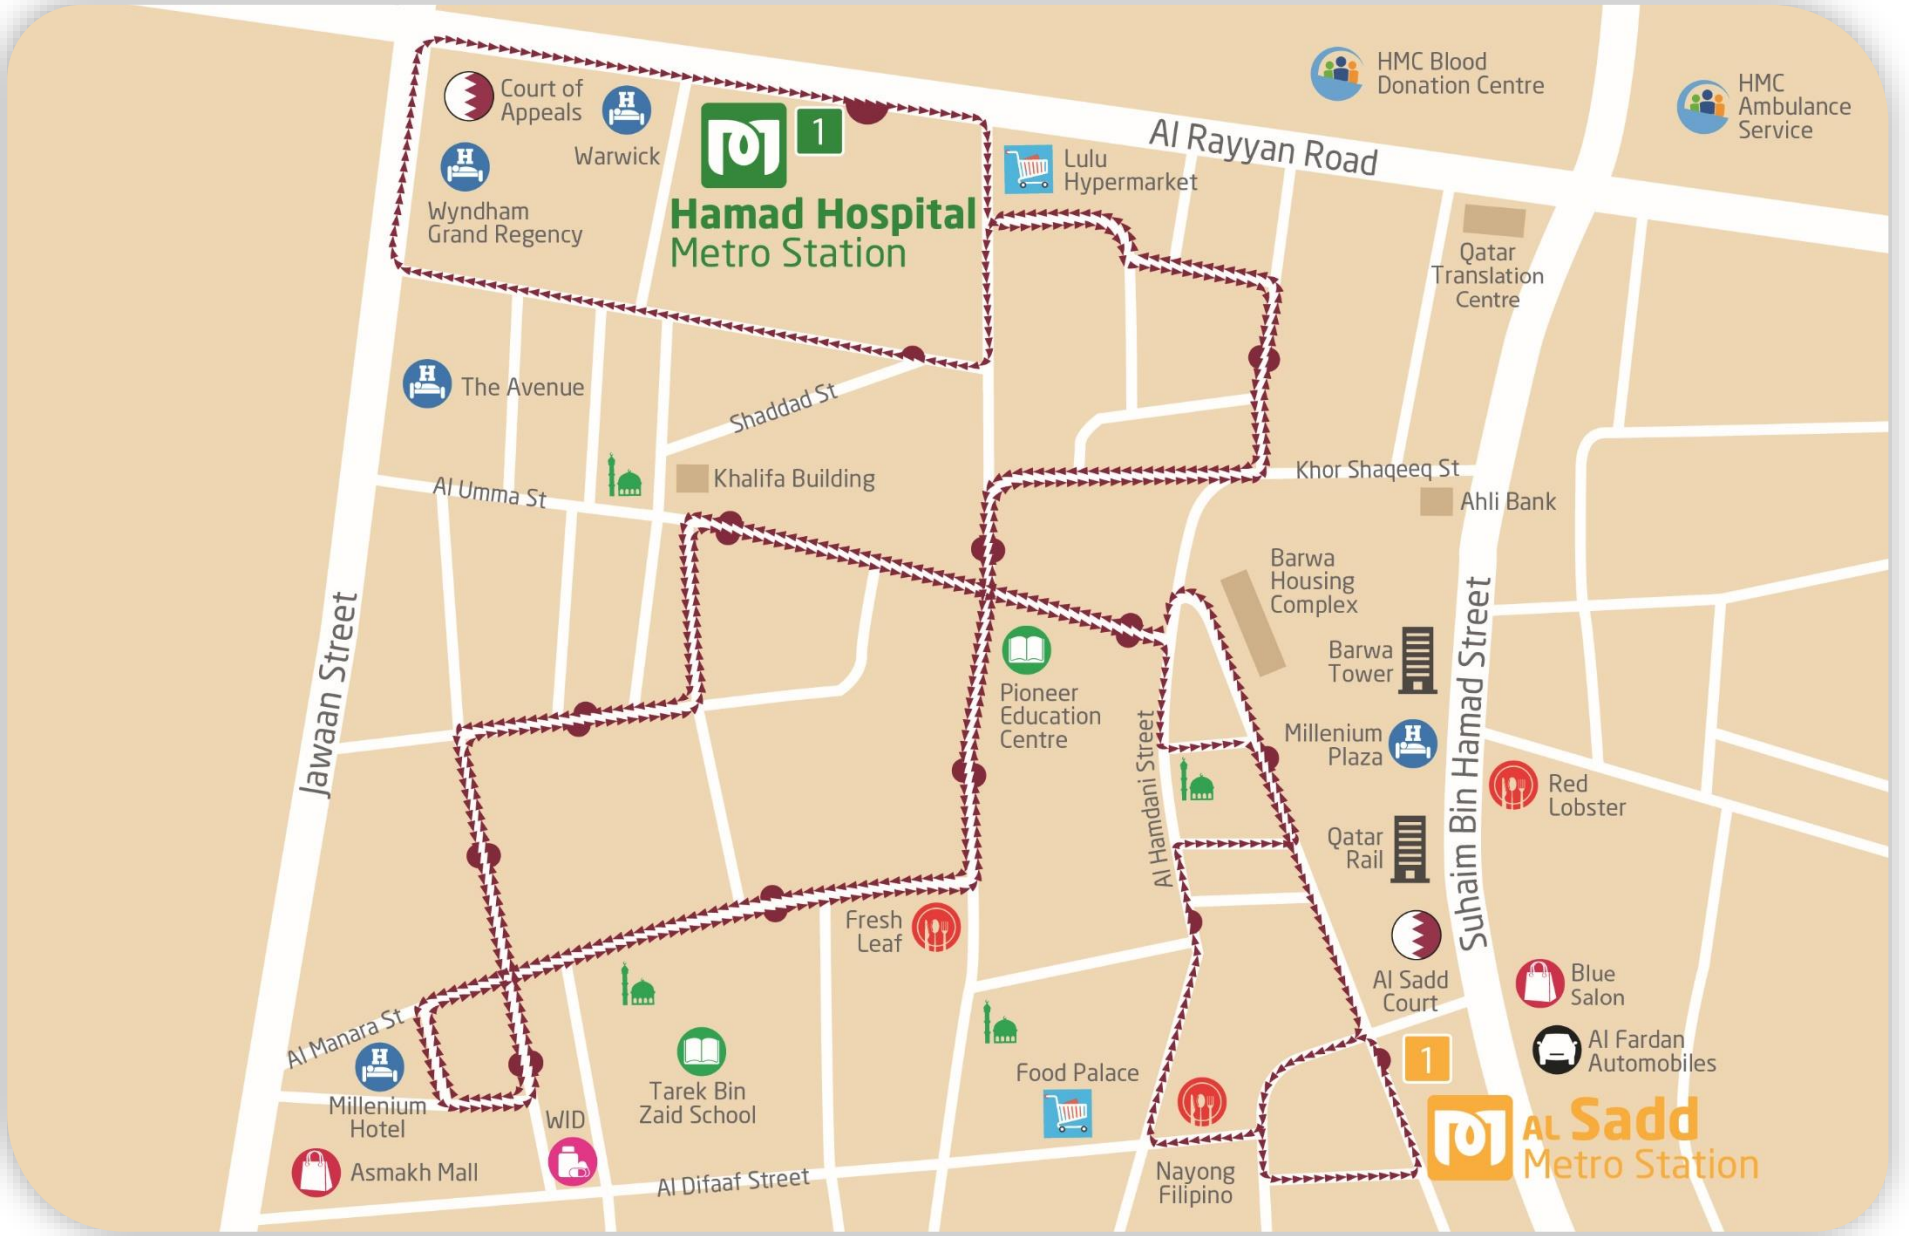 HMC Blood
Donation Centre
HMC
Ambulance
Service
Court of
Appeals
H
Warwick
1
Hamad Hospital
Metro Station
Al Rayyan Road
Lulu
Hypermarket
H
Wyndham
Grand Regency
Qatar
Translation
Centre
H
The Avenue
Shaddad St
Khalifa Building
Al Umma St
Khor Shaqeeq St
Ahli Bank
Barwa
Housing
Complex
Jawaan Street
Barwa
Tower
Pioneer
Education
Centre
Al Hamdani Street
Millenium
Plaza
H
Suhaim Bin Hamad Street
Red
Lobster
Qatar
Rail
Fresh
Leaf
Al Sadd
Court
Blue
Salon
Al Manara St
H
Millenium
Hotel
Tarek Bin
Zaid School
WID
Food Palace
1
Al Fardan
Automobiles
AL Sadd
Metro Station
Asmakh Mall
Al Difaaf Street
Nayong
Filipino